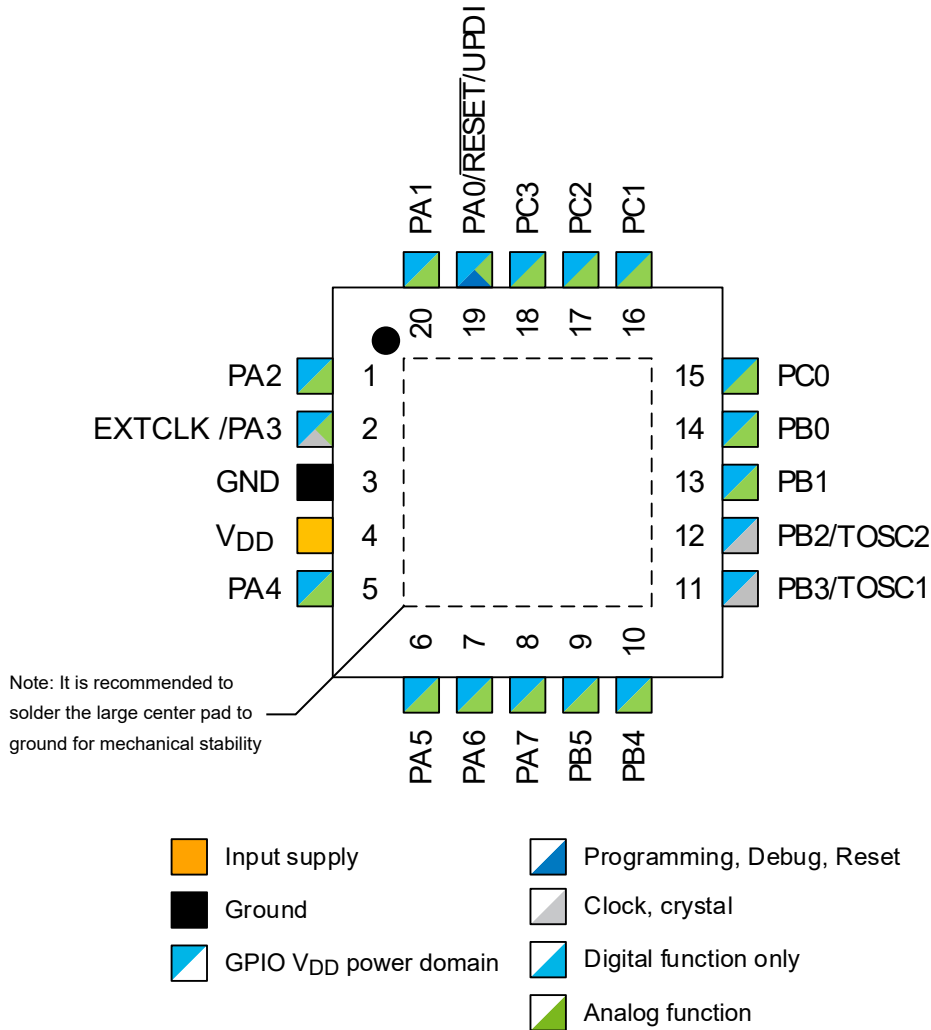 PA1
PA0/RESET/UPDI
PC3
PC2
PC1
20
19
18
17
16
PA2
1
15
PC0
EXTCLK /PA3
2
14
PB0
GND
3
13
PB1
VDD
4
12
PB2/TOSC2
PA4
5
11
PB3/TOSC1
6
7
8
9
10
PA5
PA6
PA7
PB5
PB4
Note: It is recommended to
solder the large center pad to
ground for mechanical stability
Input supply
Ground
GPIO VDD power domain
Programming, Debug, Reset
Clock, crystal
Digital function only
Analog function